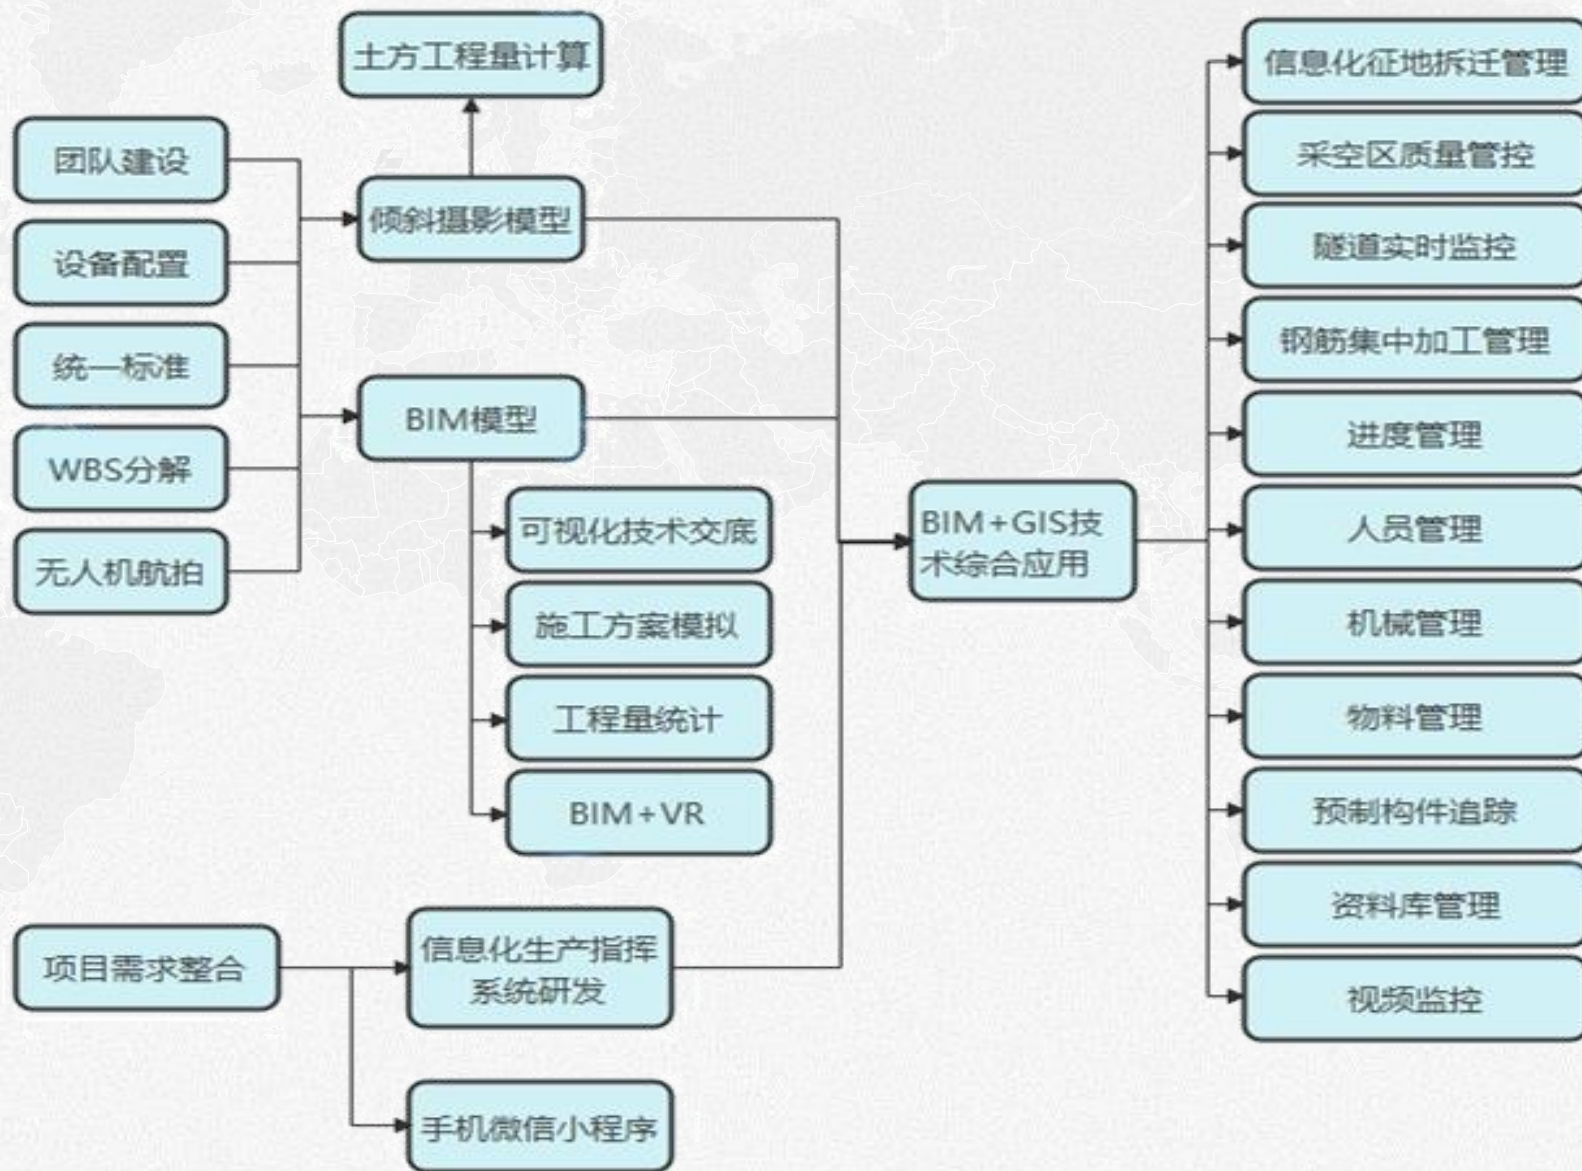 土方工程量计算
团队建设
设备配置
统一标准
WBS分解
无人机航拍
倾斜摄影模型
BIM模型
可视化技术交底
施工方案模拟
工程量统计
BIM+VR
项目需求整合
信息化生产指挥
系统研发
手机微信小程序
BIM+GIS技
术综合应用
信息化征地拆迁管理
采空区质量管控
隧道实时监控
钢筋集中加工管理
进度管理
人员管理
机械管理
物料管理
预制构件追踪
资料库管理
视频监控